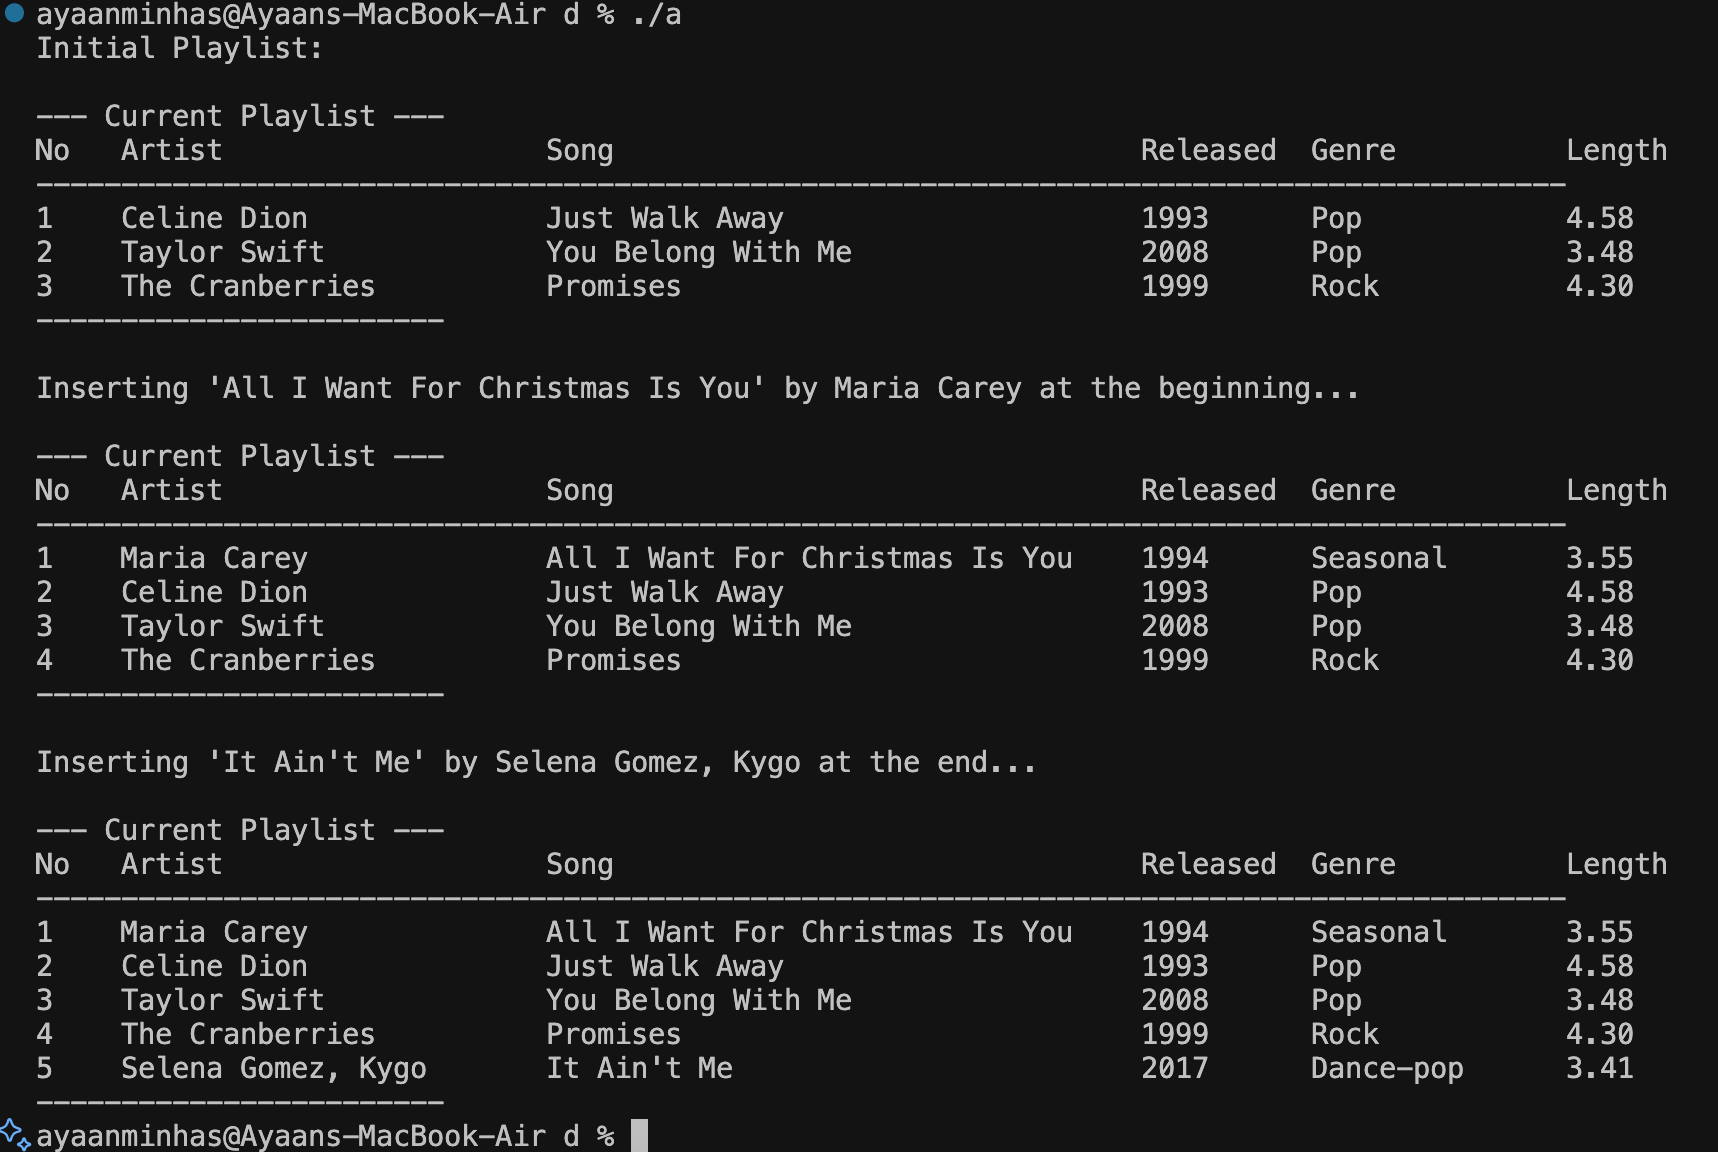 ayaanminhas@Ayaans-MacBook-Air d % ./a
Initial Playlist:
--- Current Playlist ---
No   Artist                   Song                               Released  Genre          Length
------------------------------------------------------------------------------------------
1    Celine Dion              Just Walk Away                     1993      Pop            4.58
2    Taylor Swift             You Belong With Me                 2008      Pop            3.48
3    The Cranberries          Promises                           1999      Rock           4.30
------------------------
Inserting 'All I Want For Christmas Is You' by Maria Carey at the beginning...
--- Current Playlist ---
No   Artist                   Song                               Released  Genre          Length
------------------------------------------------------------------------------------------
1    Maria Carey              All I Want For Christmas Is You    1994      Seasonal       3.55
2    Celine Dion              Just Walk Away                     1993      Pop            4.58
3    Taylor Swift             You Belong With Me                 2008      Pop            3.48
4    The Cranberries          Promises                           1999      Rock           4.30
------------------------
Inserting 'It Ain't Me' by Selena Gomez, Kygo at the end...
--- Current Playlist ---
No   Artist                   Song                               Released  Genre          Length
------------------------------------------------------------------------------------------
1    Maria Carey              All I Want For Christmas Is You    1994      Seasonal       3.55
2    Celine Dion              Just Walk Away                     1993      Pop            4.58
3    Taylor Swift             You Belong With Me                 2008      Pop            3.48
4    The Cranberries          Promises                           1999      Rock           4.30
5    Selena Gomez, Kygo       It Ain't Me                        2017      Dance-pop      3.41
------------------------
ayaanminhas@Ayaans-MacBook-Air d %